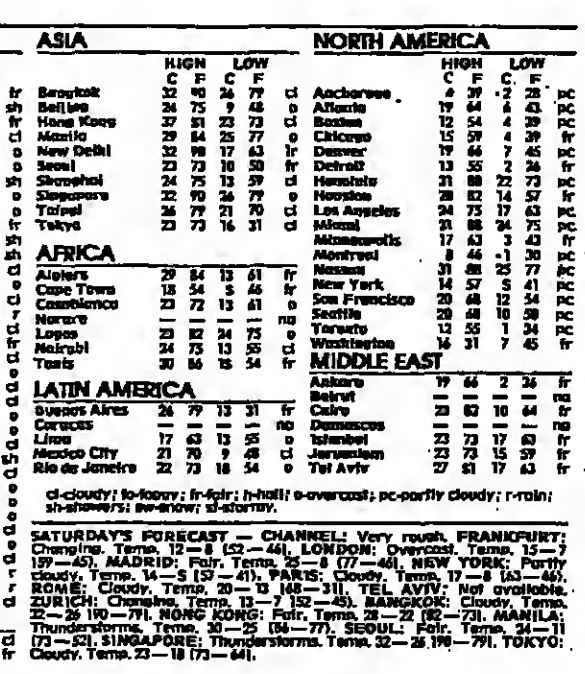 ASIA
HIGH LOW
C F C F
Bangkok 32 90 26 79 cl
Beijing 24 75 9 48 o
Hong Kong 37 81 23 73 cl
Manila 29 84 25 77 o
New Delhi 32 98 17 63 fr
Seoul 23 73 10 50 fr
Shanghai 24 75 13 59 cl
Singapore 32 90 26 79 o
Taipei 26 79 21 70 cl
Tokyo 23 73 16 31 cl
AFRICA
Algiers 29 84 13 61 fr
Cape Town 18 54 8 46 fr
Casablanca 23 72 13 61 o
Harare — — — — na
Lagos 23 82 24 75 o
Nairobi 24 75 13 55 cl
Tunis 30 86 15 54 fr
LATIN AMERICA
Buenos Aires 26 79 13 31 fr
Caracas — — — — na
Lima 17 63 13 55 o
Mexico City 21 70 9 48 cl
Rio de Janeiro 22 73 18 54 o
NORTH AMERICA
HIGH LOW
C F C F
Anchorage 4 39 -2 28 pc
Atlanta 19 64 6 43 pc
Boston 12 54 4 39 pc
Chicago 15 59 4 39 fr
Denver 19 66 7 45 pc
Detroit 13 55 2 26 fr
Honolulu 31 88 22 73 pc
Houston 28 82 14 57 fr
Los Angeles 24 75 17 63 pc
Miami 31 88 24 75 pc
Minneapolis 17 63 3 43 fr
Montreal 8 46 -1 30 pc
Nassau 31 88 25 77 pc
New York 14 57 5 41 pc
San Francisco 20 68 12 54 pc
Seattle 20 68 10 50 pc
Toronto 12 55 1 34 pc
Washington 16 31 7 45 fr
MIDDLE EAST
Ankara 19 66 2 36 fr
Beirut — — — — na
Cairo 23 82 10 64 fr
Damascus — — — — na
Istanbul 23 73 17 63 fr
Jerusalem 23 73 15 59 fr
Tel Aviv 27 81 17 63 fr
cl-cloudy; fo-foggy; fr-fair; h-hail; o-overcast; pc-partly cloudy; r-rain;
sh-showers; sw-snow; st-stormy.
SATURDAY'S FORECAST — CHANNEL: Very rough. FRANKFURT:
Changing. Temp. 12—8 (52—46). LONDON: Overcast. Temp. 15—7
159—45). MADRID: Fair. Temp. 25—8 (77—46). NEW YORK: Partly
cloudy. Temp. 14—5 (57—41). PARIS: Cloudy. Temp. 17—8 (63—46).
ROME: Cloudy. Temp. 20—13 (68—31). TEL AVIV: Not available.
ZURICH: Changing. Temp. 13—7 152—45). BANGKOK: Cloudy. Temp.
32—26 190—79). HONG KONG: Fair. Temp. 28—22 (82—73). MANILA:
Thunderstorms. Temp. 30—25 (86—77). SEOUL: Fair. Temp. 24—11
(73—52). SINGAPORE: Thunderstorms. Temp. 32—26 190—79). TOKYO:
Cloudy. Temp. 23—18 (73—64).